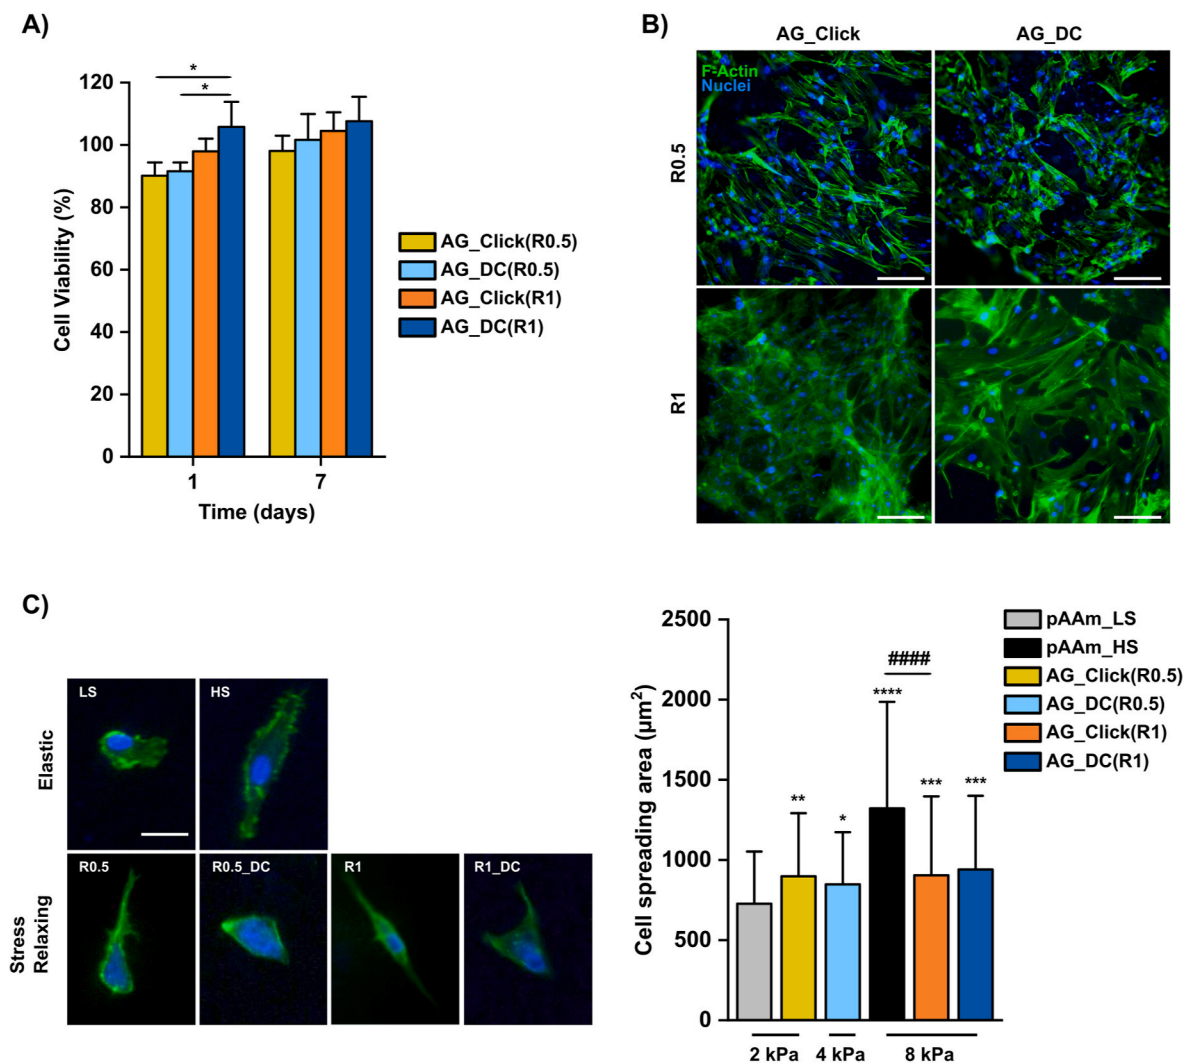 A)
120
100
80
60
40
20
0
Cell Viability (%)
*
*
1
7
Time (days)
AG_Click(R0.5)
AG_DC(R0.5)
AG_Click(R1)
AG_DC(R1)
B)
AG_Click
AG_DC
F-Actin
Nuclei
R0.5
R1
C)
Elastic
LS
HS
Stress
Relaxing
R0.5
R0.5_DC
R1
R1_DC
2500
2000
1500
1000
500
0
Cell spreading area (µm²)
####
****
**
*
***
***
2 kPa
4 kPa
8 kPa
pAAm_LS
pAAm_HS
AG_Click(R0.5)
AG_DC(R0.5)
AG_Click(R1)
AG_DC(R1)